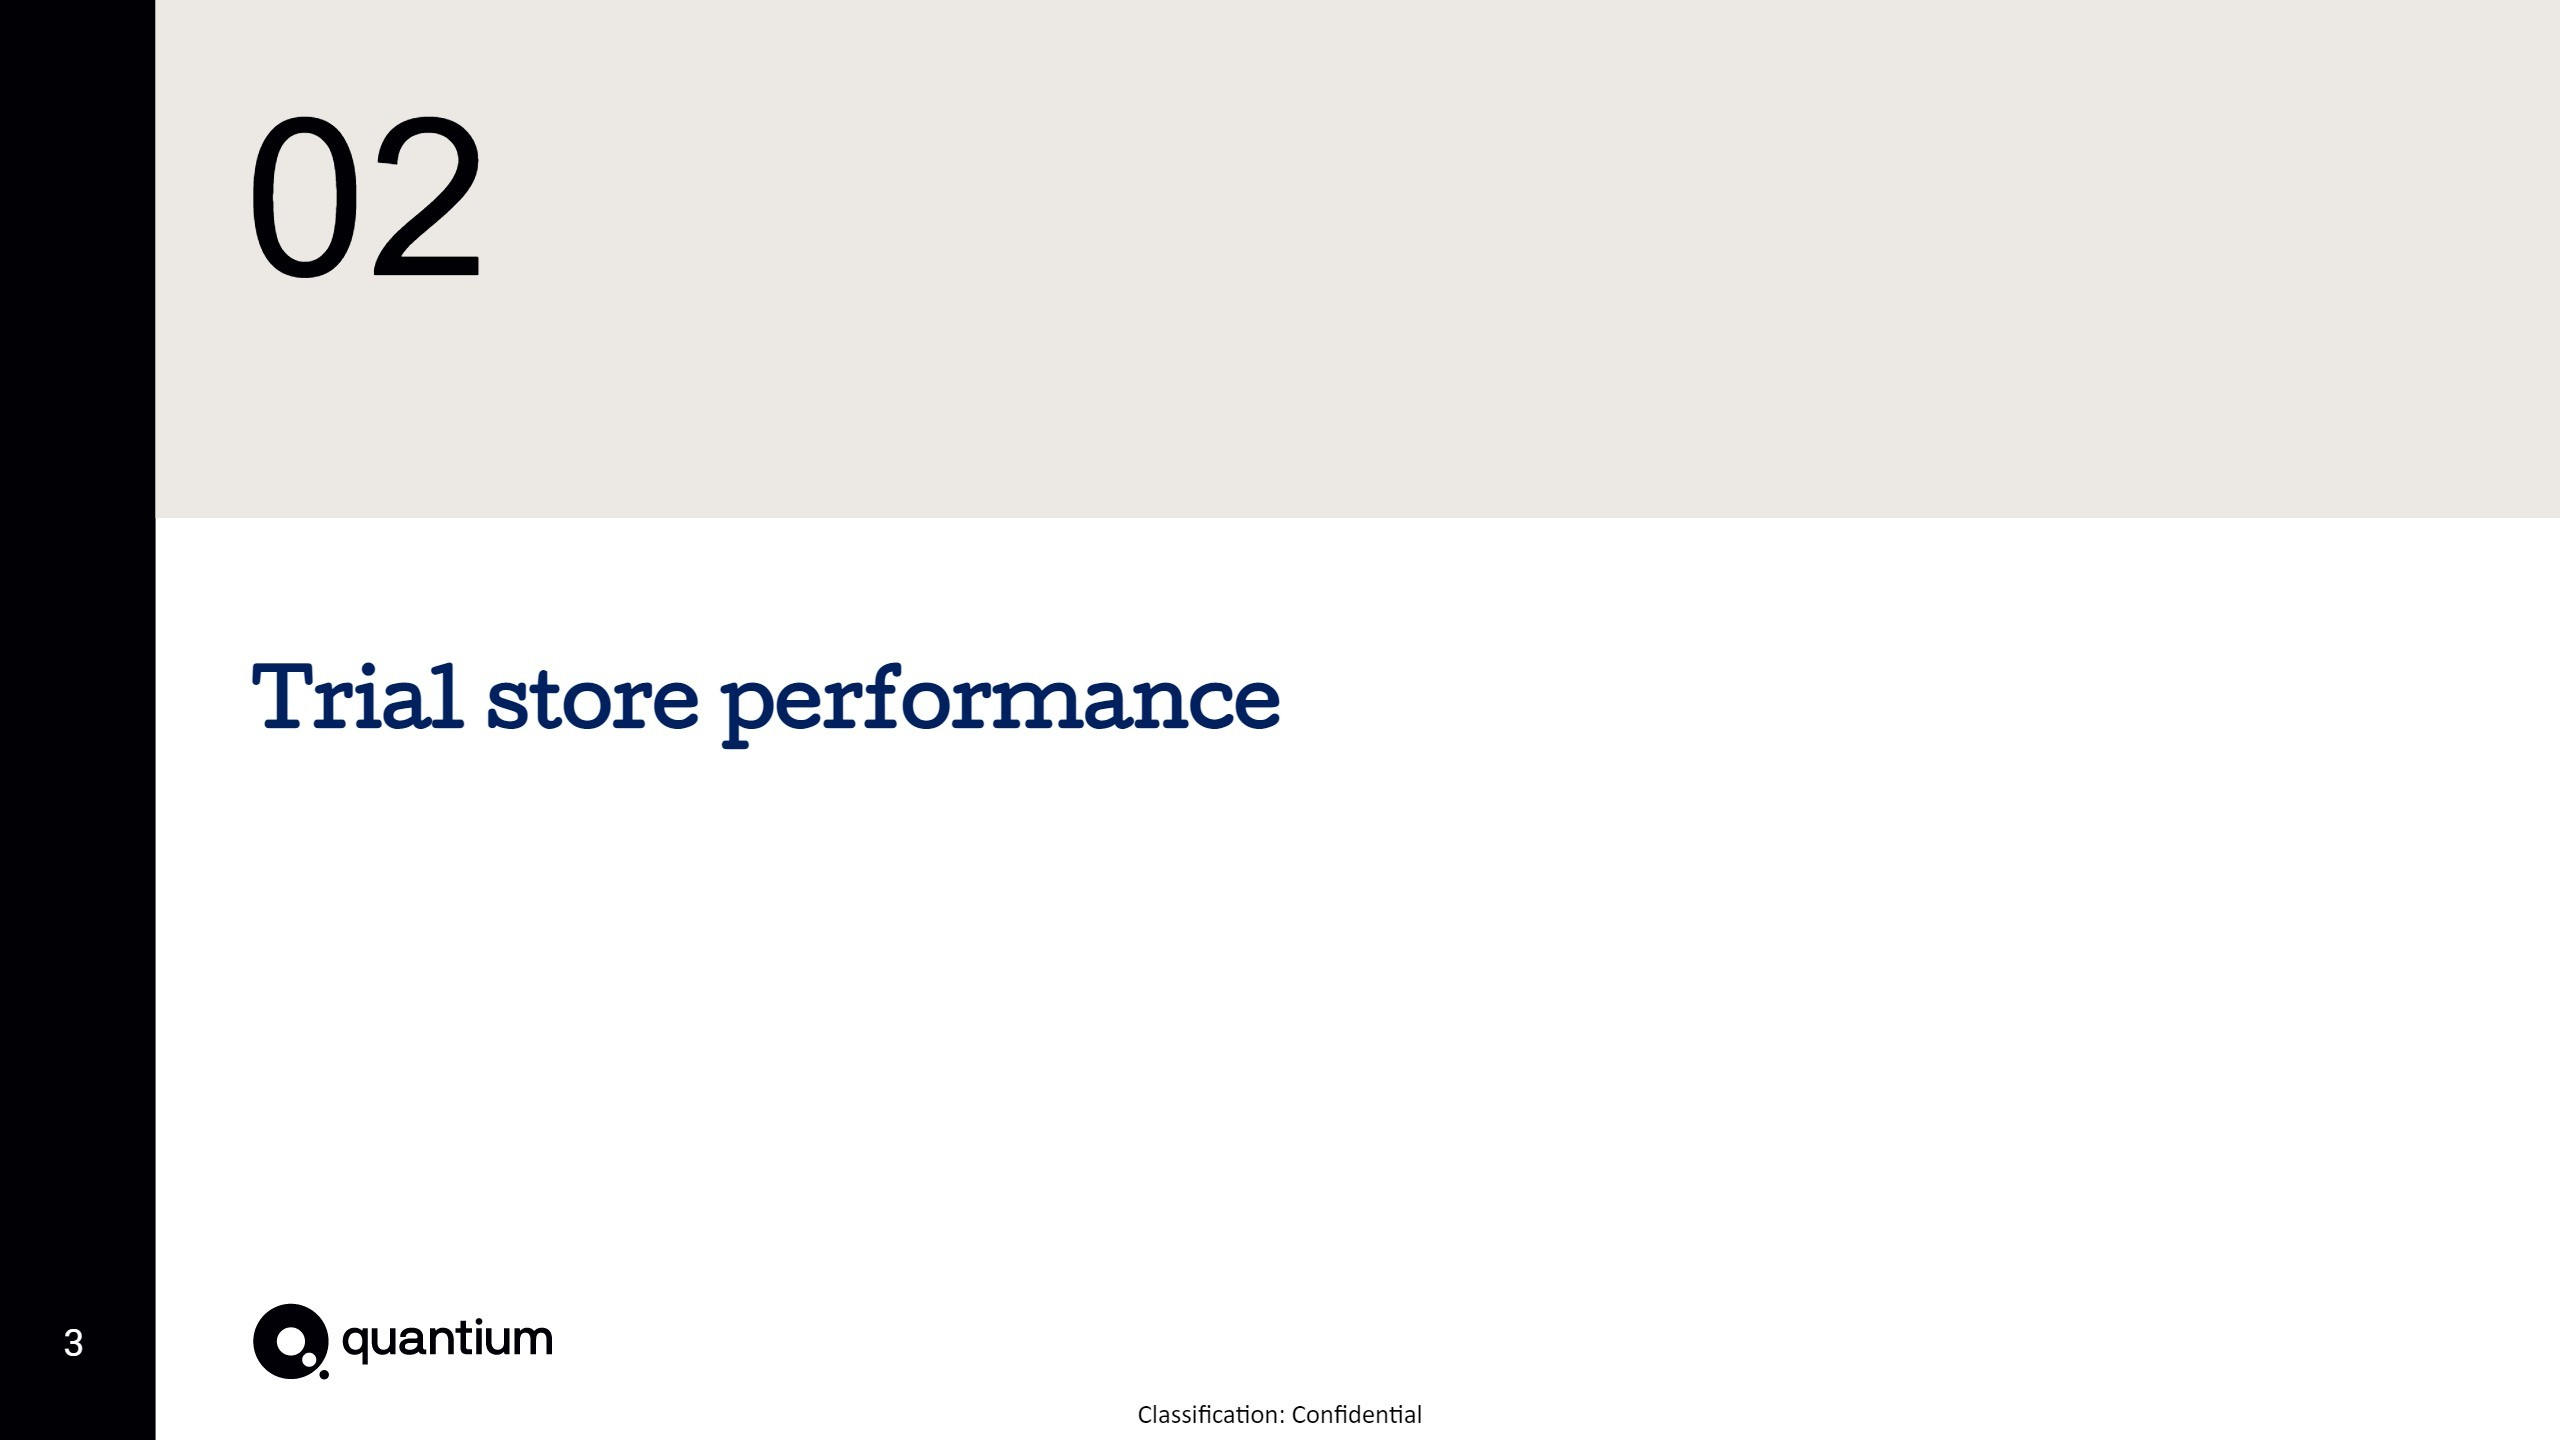 02
Trial store performance
3
quantium
Classification: Confidential